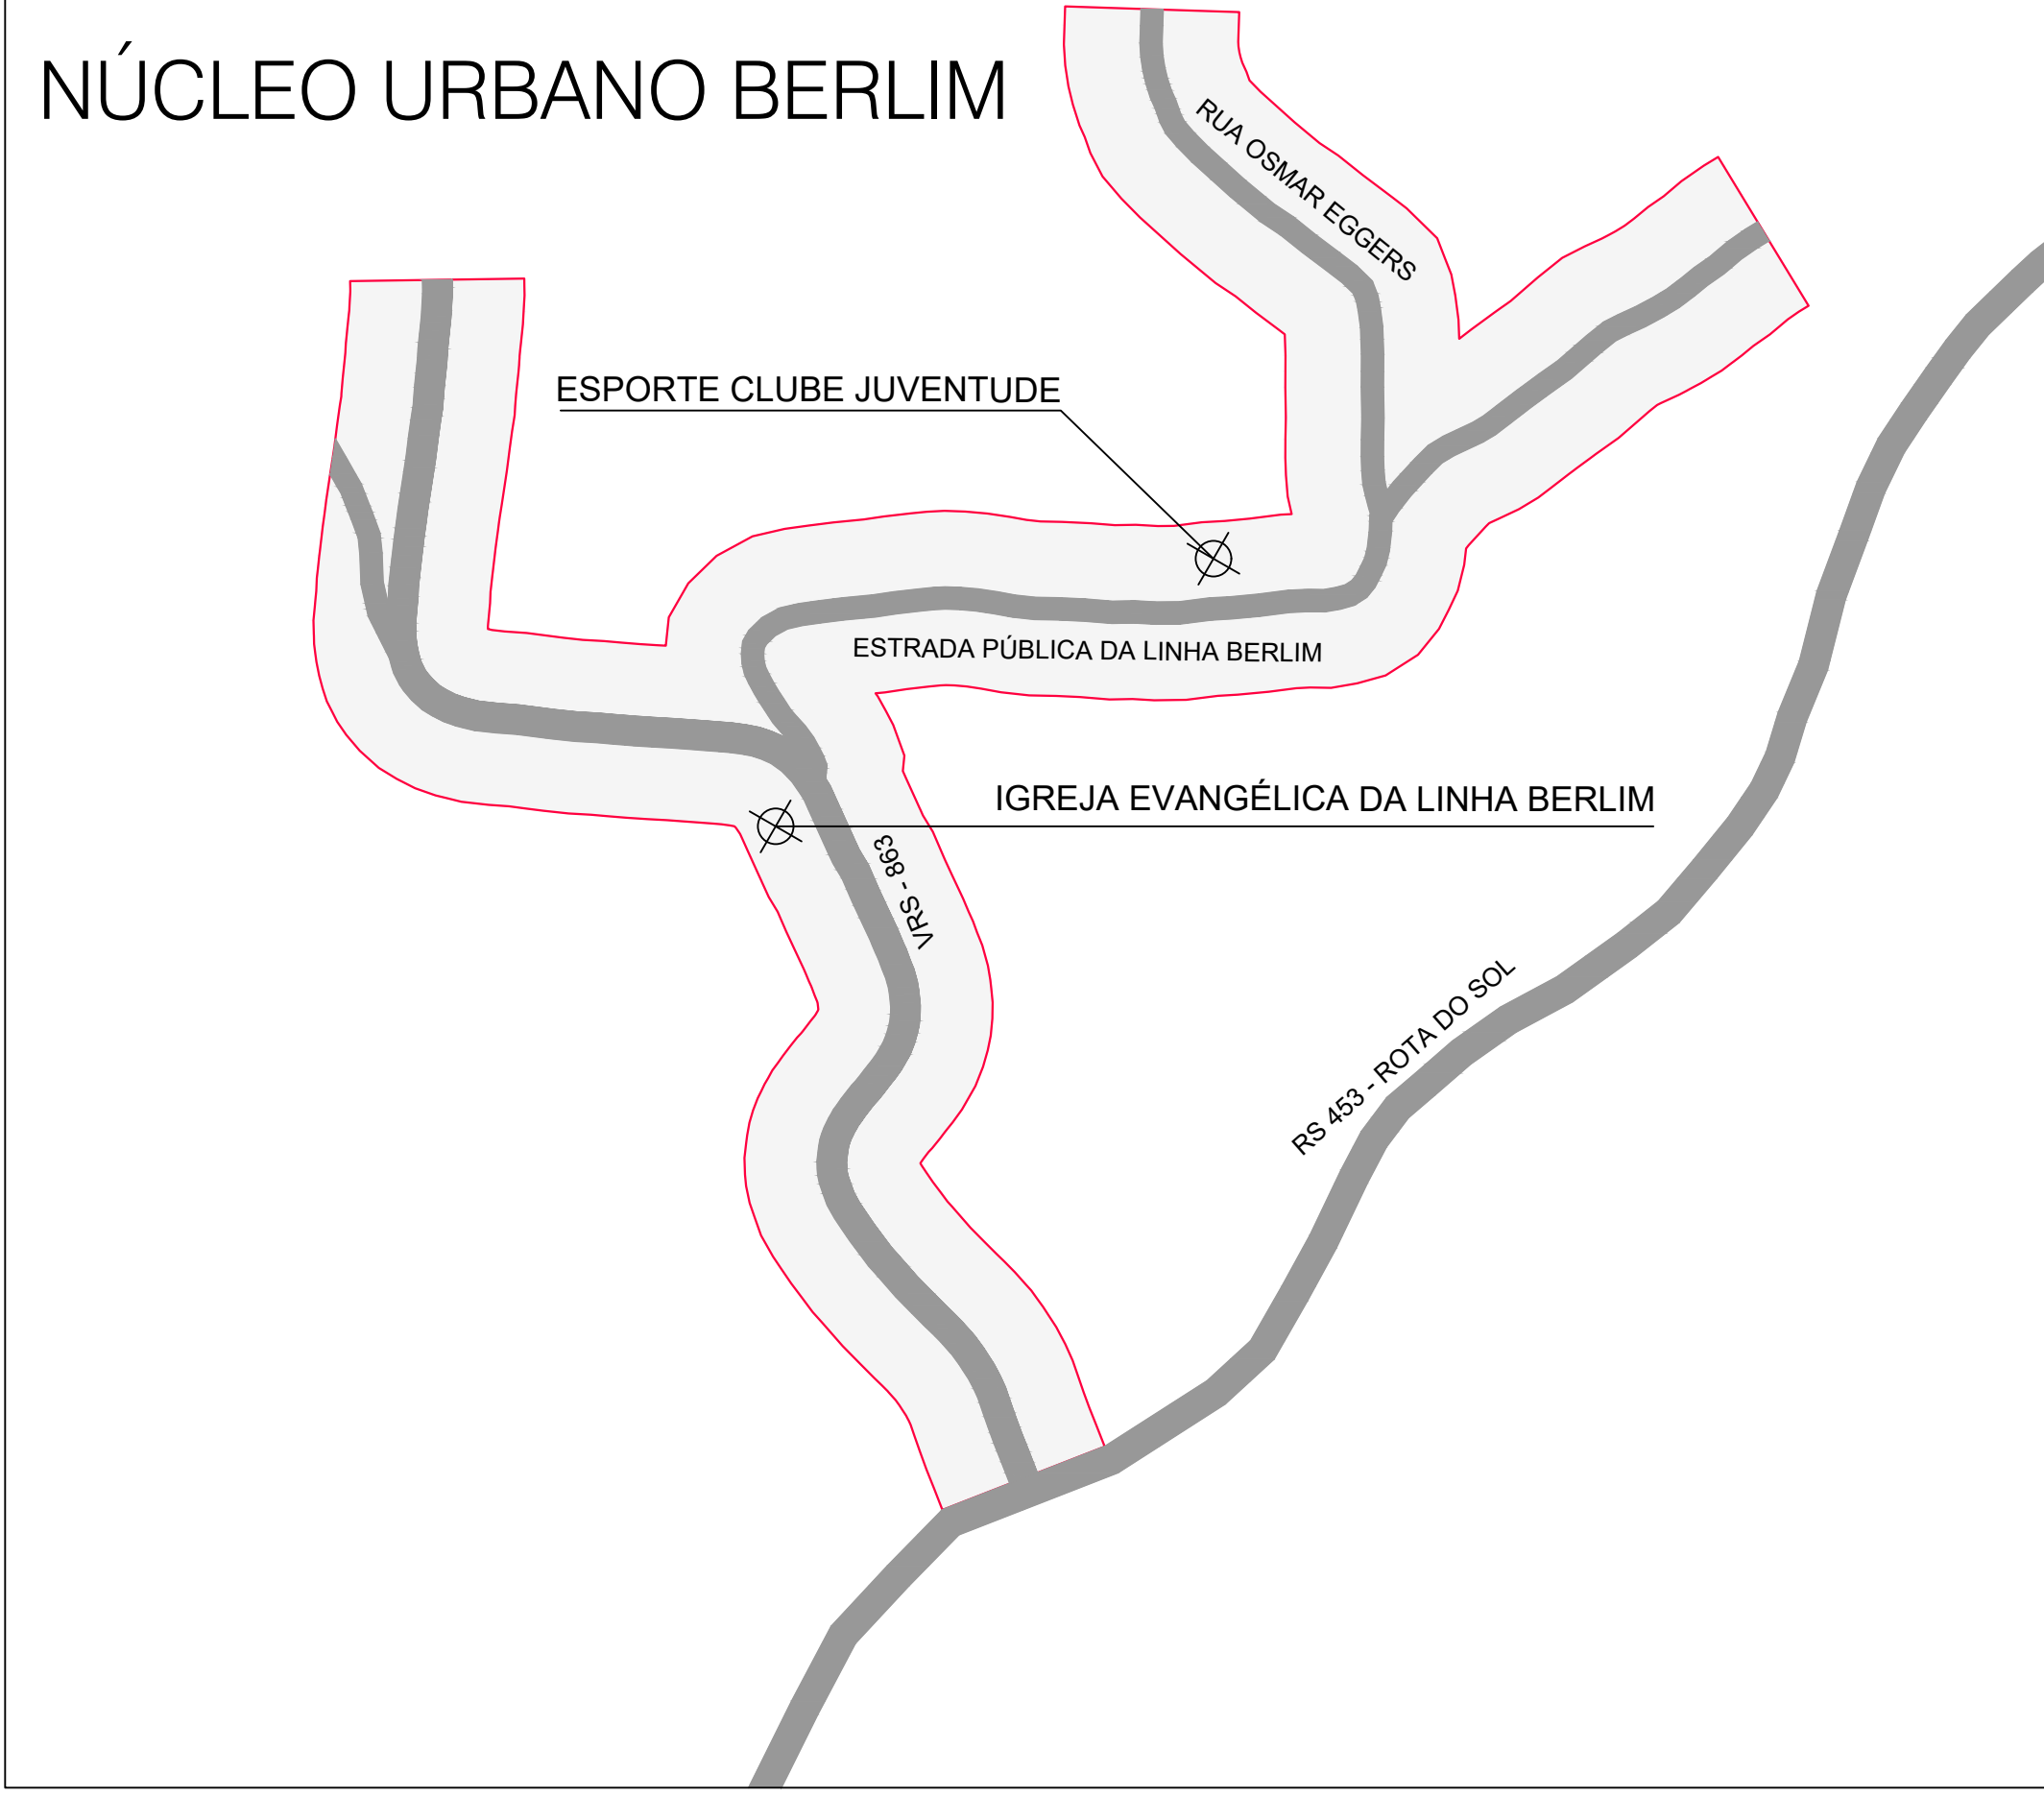 NÚCLEO URBANO BERLIM
RUA OSMAR EGGERS
ESPORTE CLUBE JUVENTUDE
ESTRADA PÚBLICA DA LINHA BERLIM
IGREJA EVANGÉLICA DA LINHA BERLIM
VRS - 863
RS 453 - ROTA DO SOL